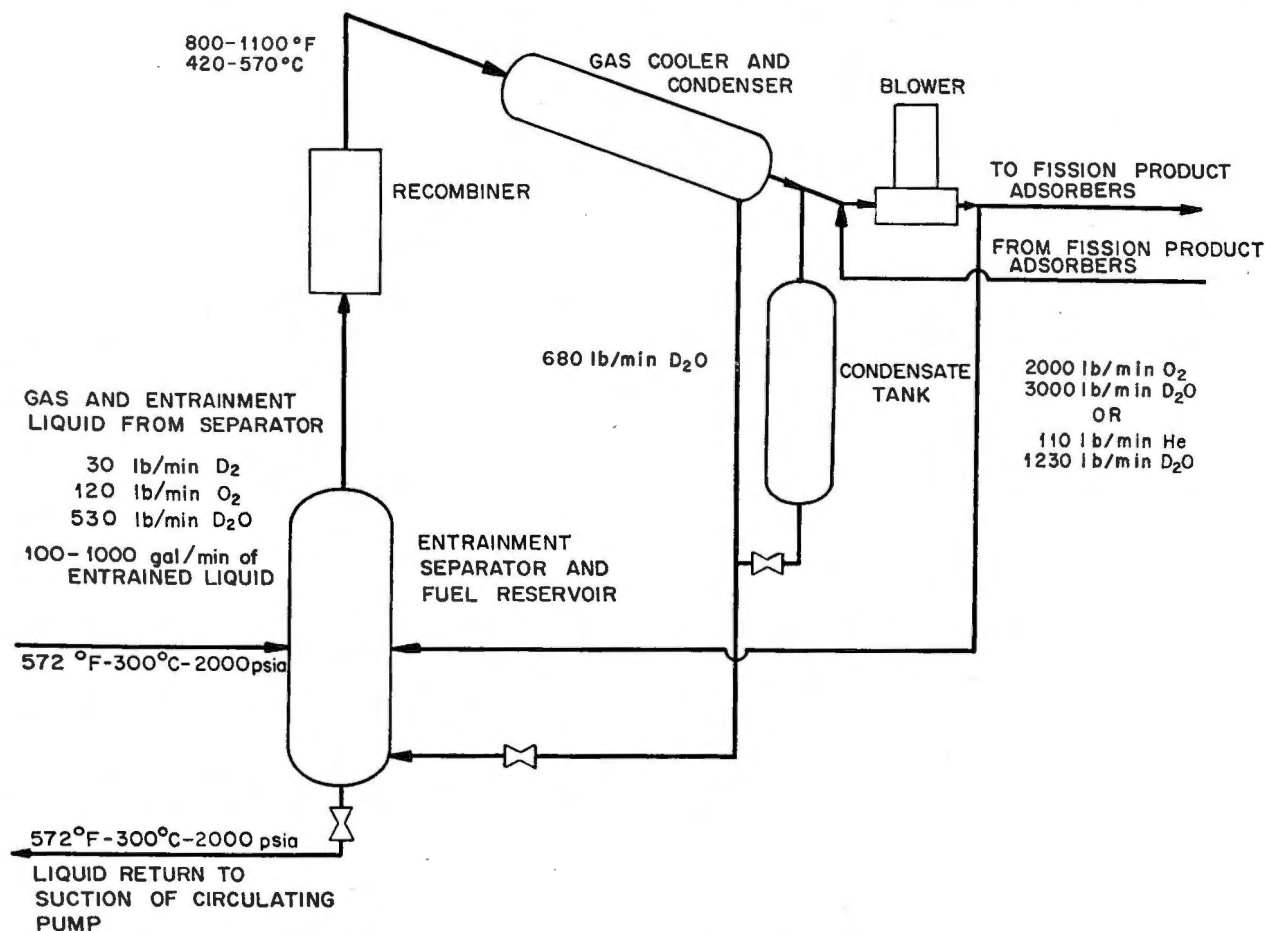 800-1100°F
420-570°C
GAS COOLER AND
CONDENSER
BLOWER
RECOMBINER
TO FISSION PRODUCT
ADSORBERS
FROM FISSION PRODUCT
ADSORBERS
680 lb/min D₂O
CONDENSATE
TANK
2000 lb/min O₂
3000 lb/min D₂O
OR
110 lb/min He
1230 lb/min D₂O
GAS AND ENTRAINMENT
LIQUID FROM SEPARATOR
30 lb/min D₂
120 lb/min O₂
530 lb/min D₂O
100-1000 gal/min of
ENTRAINED LIQUID
ENTRAINMENT
SEPARATOR AND
FUEL RESERVOIR
572 °F-300°C-2000 psia
572°F-300°C-2000 psia
LIQUID RETURN TO
SUCTION OF CIRCULATING
PUMP